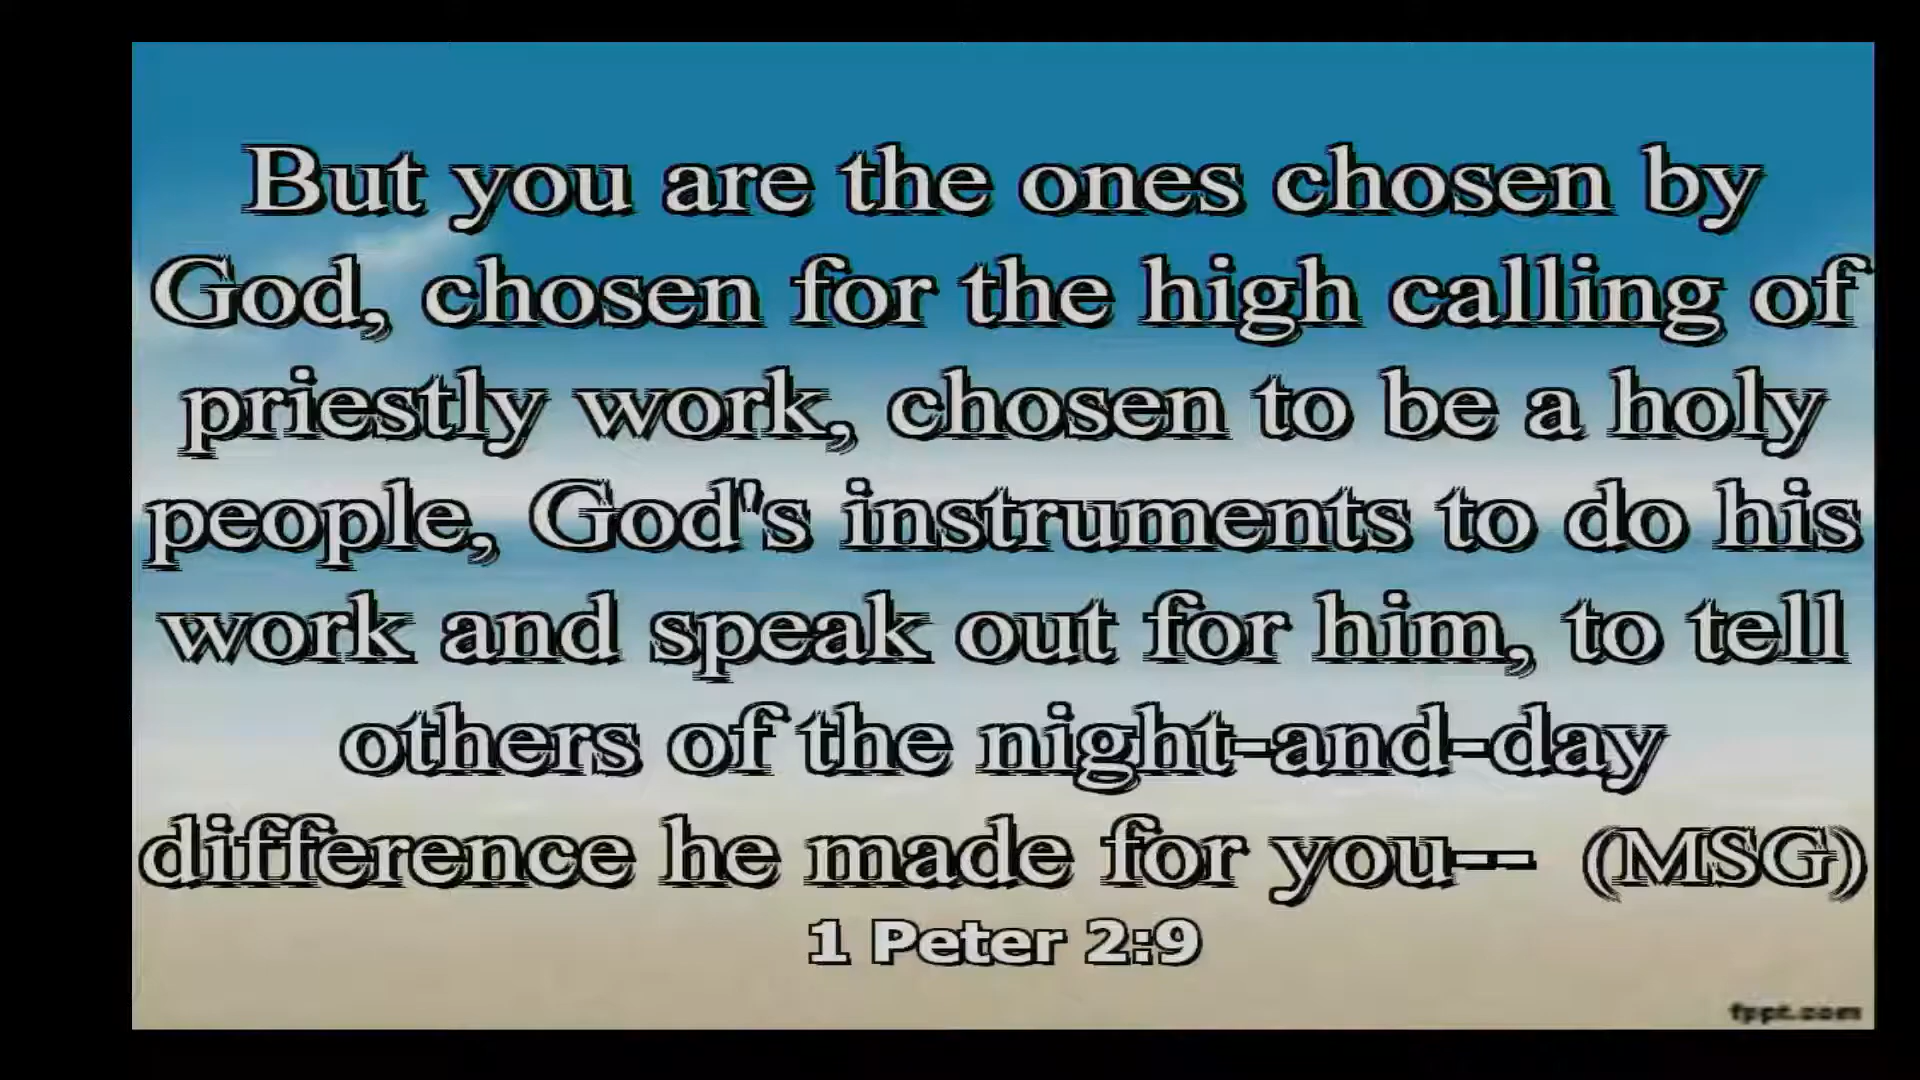 But you are the ones chosen by
God, chosen for the high calling of
priestly work, chosen to be a holy
people, God's instruments to do his
work and speak out for him, to tell
others of the night-and-day
difference he made for you-- (MSG)
1 Peter 2:9
fppt.com